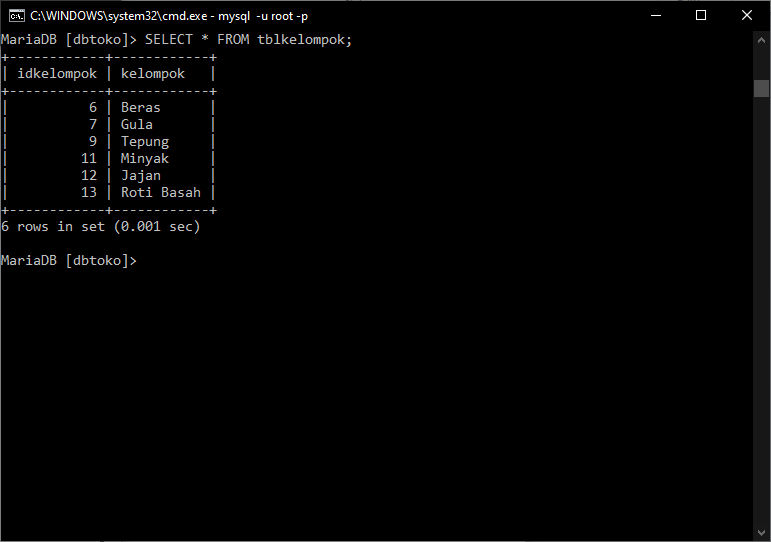 C:\WINDOWS\system32\cmd.exe - mysql  -u root -p
MariaDB [dbtoko]> SELECT * FROM tblkelompok;
+------------+------------+
| idkelompok | kelompok   |
+------------+------------+
|          6 | Beras      |
|          7 | Gula       |
|          9 | Tepung     |
|         11 | Minyak     |
|         12 | Jajan      |
|         13 | Roti Basah |
+------------+------------+
6 rows in set (0.001 sec)
MariaDB [dbtoko]>